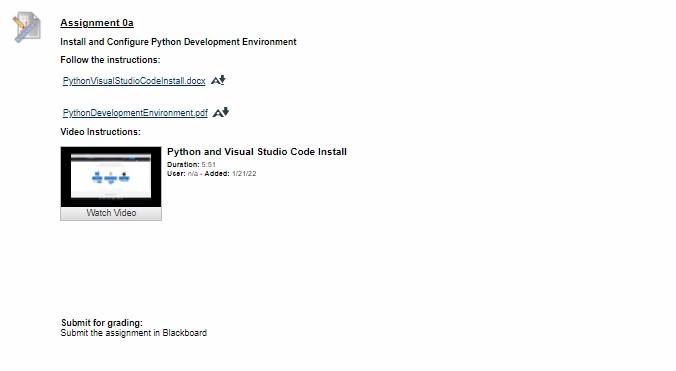 Assignment 0a
Install and Configure Python Development Environment
Follow the instructions:
PythonVisualStudioCodeInstall.docx
PythonDevelopmentEnvironment.pdf
Video Instructions:
Python and Visual Studio Code Install
Duration: 5:51
User: n/a - Added: 1/21/22
Watch Video
Submit for grading:
Submit the assignment in Blackboard